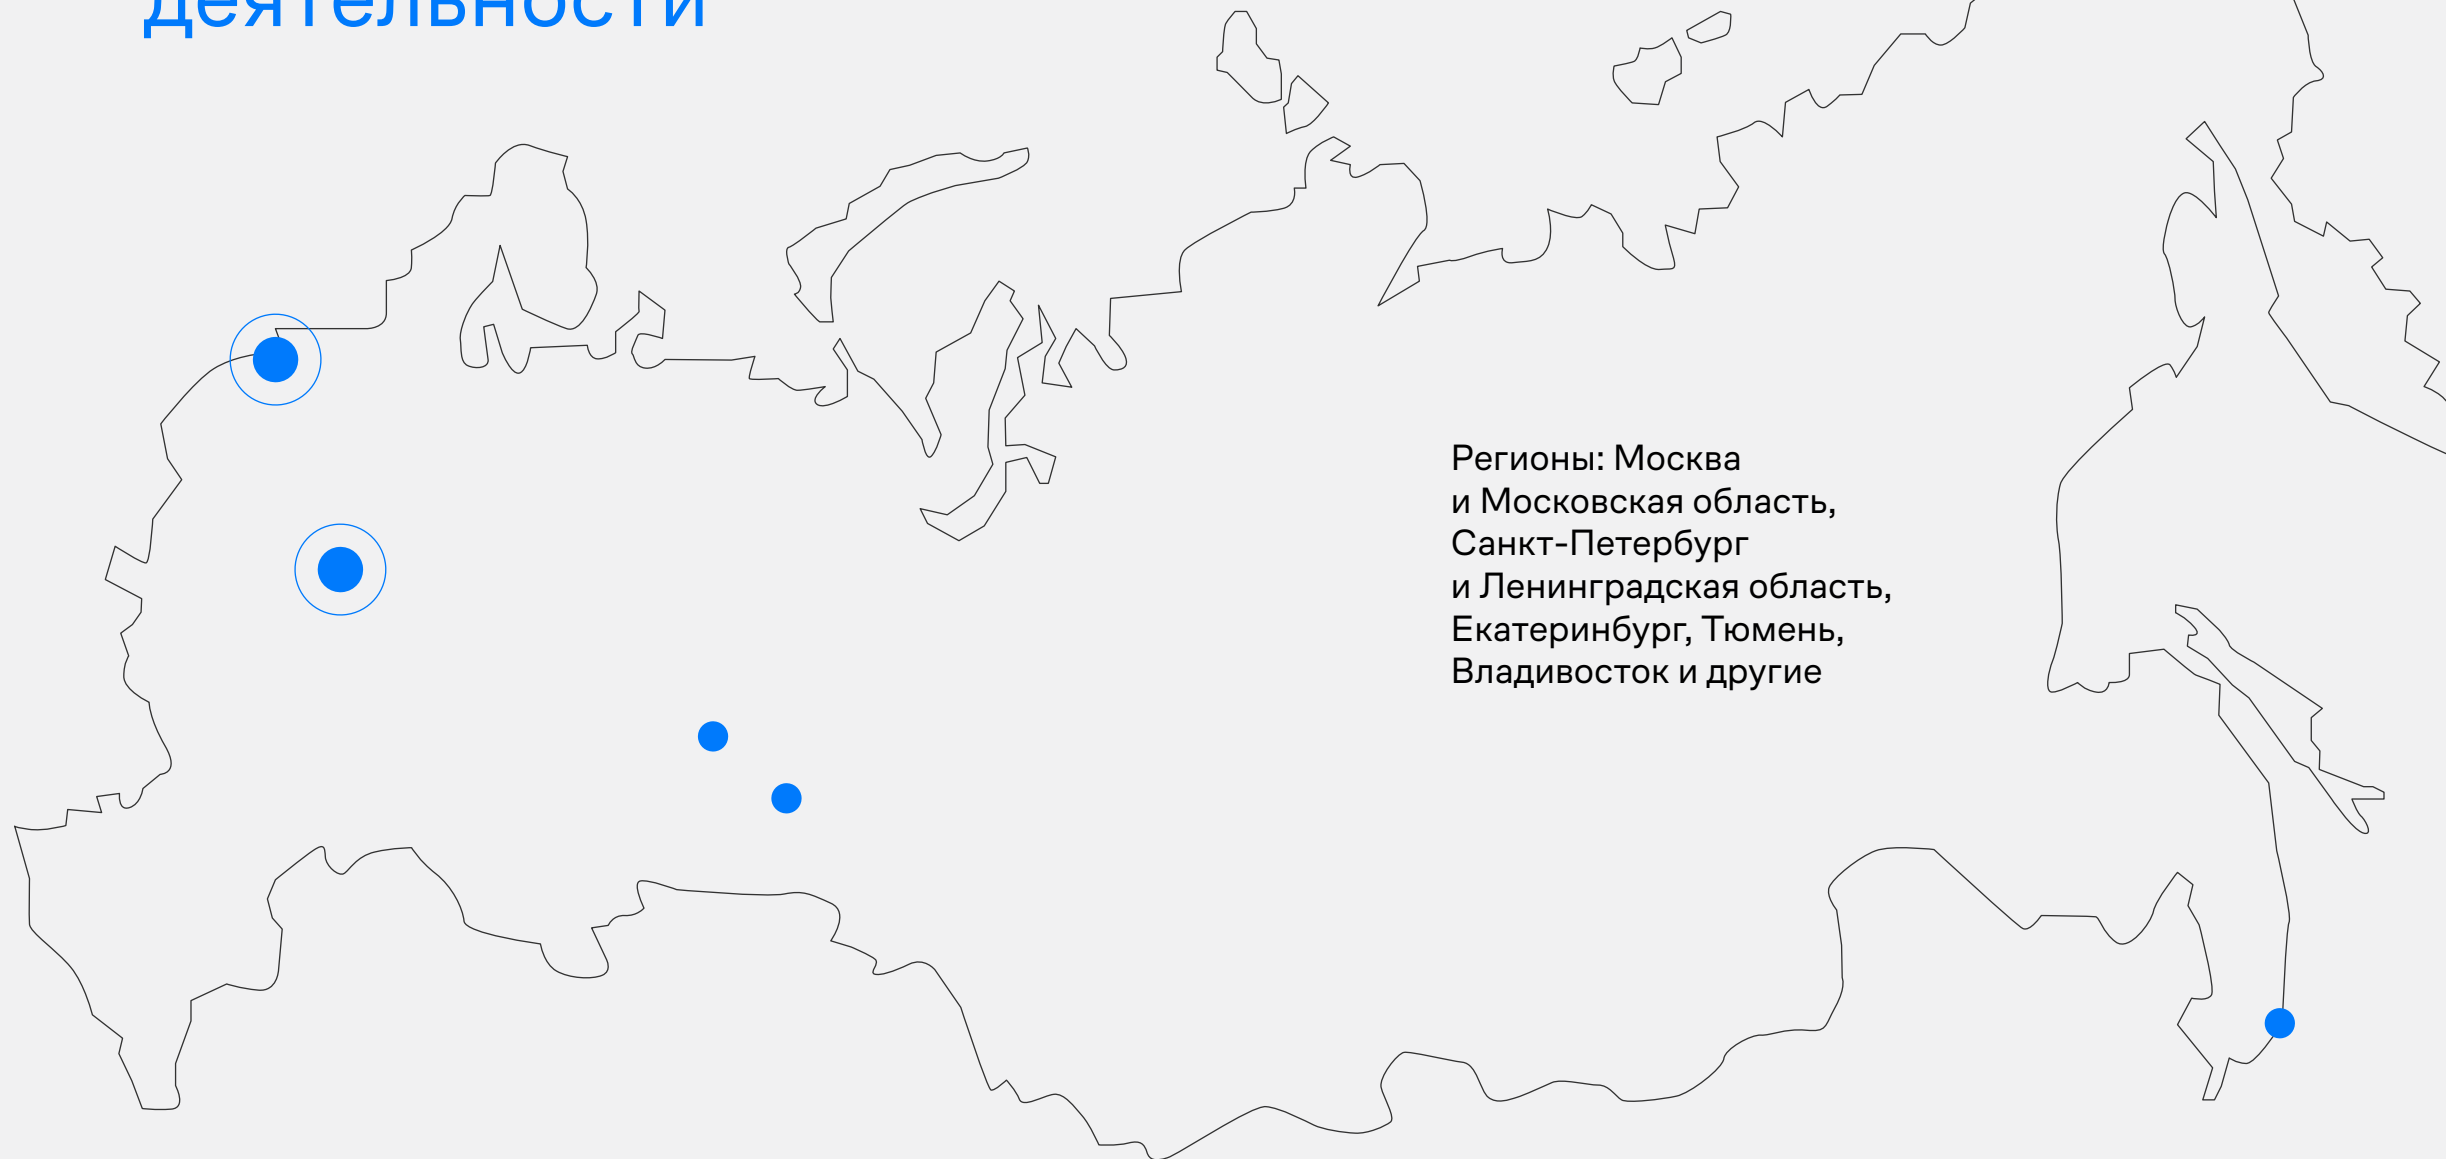 деятельности
Регионы: Москва
и Московская область,
Санкт-Петербург
и Ленинградская область,
Екатеринбург, Тюмень,
Владивосток и другие